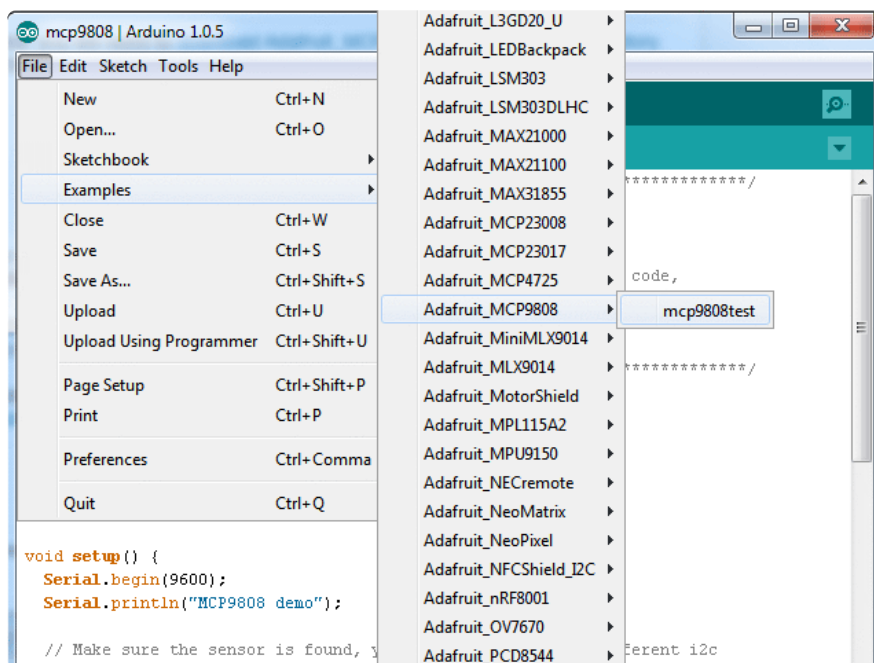 mcp9808 | Arduino 1.0.5
File Edit Sketch Tools Help
New Ctrl+N
Open... Ctrl+O
Sketchbook
Examples
Close Ctrl+W
Save Ctrl+S
Save As... Ctrl+Shift+S
Upload Ctrl+U
Upload Using Programmer Ctrl+Shift+U
Page Setup Ctrl+Shift+P
Print Ctrl+P
Preferences Ctrl+Comma
Quit Ctrl+Q
Adafruit_L3GD20_U
Adafruit_LEDBackpack
Adafruit_LSM303
Adafruit_LSM303DLHC
Adafruit_MAX21000
Adafruit_MAX21100
Adafruit_MAX31855
Adafruit_MCP23008
Adafruit_MCP23017
Adafruit_MCP4725
Adafruit_MCP9808
Adafruit_MiniMLX9014
Adafruit_MLX9014
Adafruit_MotorShield
Adafruit_MPL115A2
Adafruit_MPU9150
Adafruit_NECremote
Adafruit_NeoMatrix
Adafruit_NeoPixel
Adafruit_NFCShield_I2C
Adafruit_nRF8001
Adafruit_OV7670
Adafruit_PCD8544
mcp9808test
*************/
code,
*************/
void setup() {
Serial.begin(9600);
Serial.println("MCP9808 demo");
// Make sure the sensor is found, y
ferent i2c